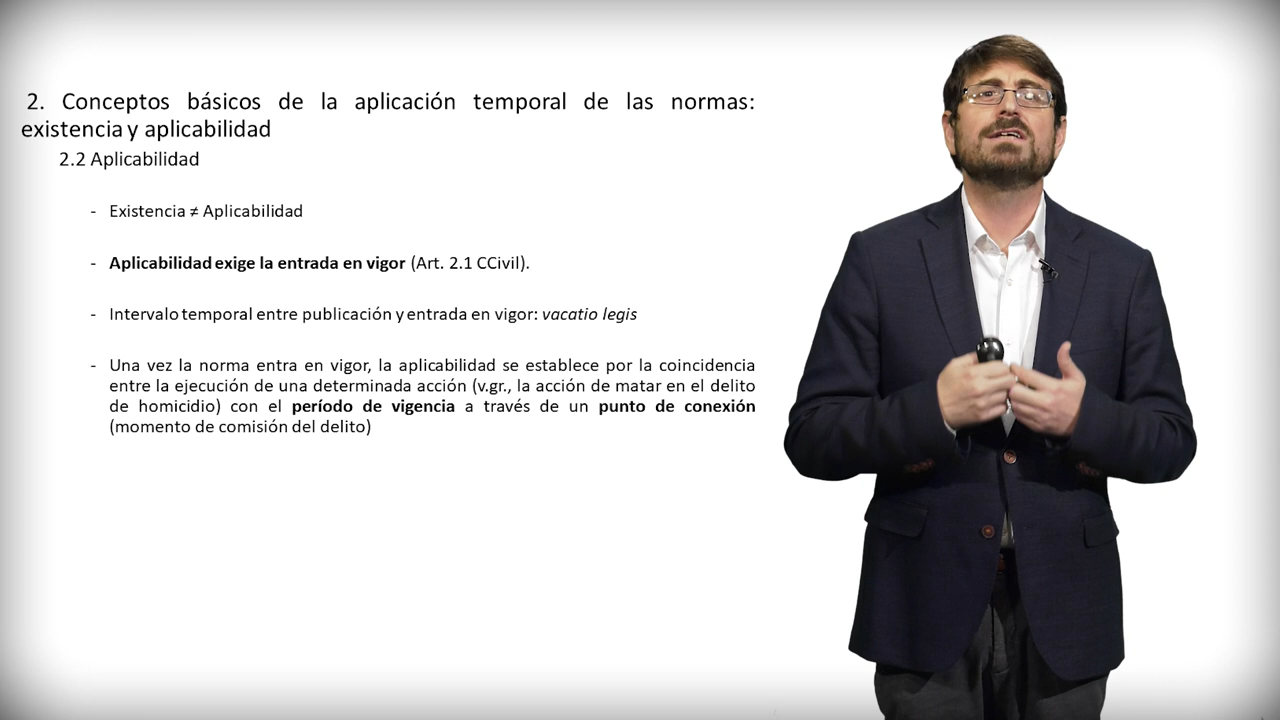 2. Conceptos básicos de la aplicación temporal de las normas:
existencia y aplicabilidad
2.2 Aplicabilidad
- Existencia ≠ Aplicabilidad
- Aplicabilidad exige la entrada en vigor (Art. 2.1 CCivil).
- Intervalo temporal entre publicación y entrada en vigor: vacatio legis
- Una vez la norma entra en vigor, la aplicabilidad se establece por la coincidencia
entre la ejecución de una determinada acción (v.gr., la acción de matar en el delito
de homicidio) con el período de vigencia a través de un punto de conexión
(momento de comisión del delito)